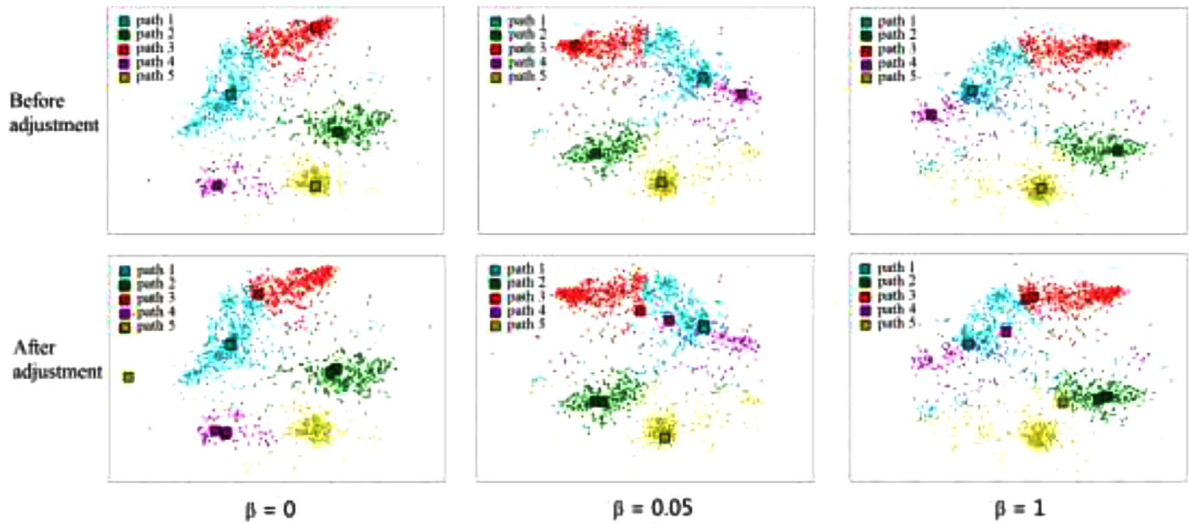 path 1
path 2
path 3
path 4
path 5
path 1
path 2
path 3
path 4
path 5
path 1
path 2
path 3
path 4
path 5
Before
adjustment
path 1
path 2
path 3
path 4
path 5
path 1
path 2
path 3
path 4
path 5
path 1
path 2
path 3
path 4
path 5
After
adjustment
β = 0
β = 0.05
β = 1